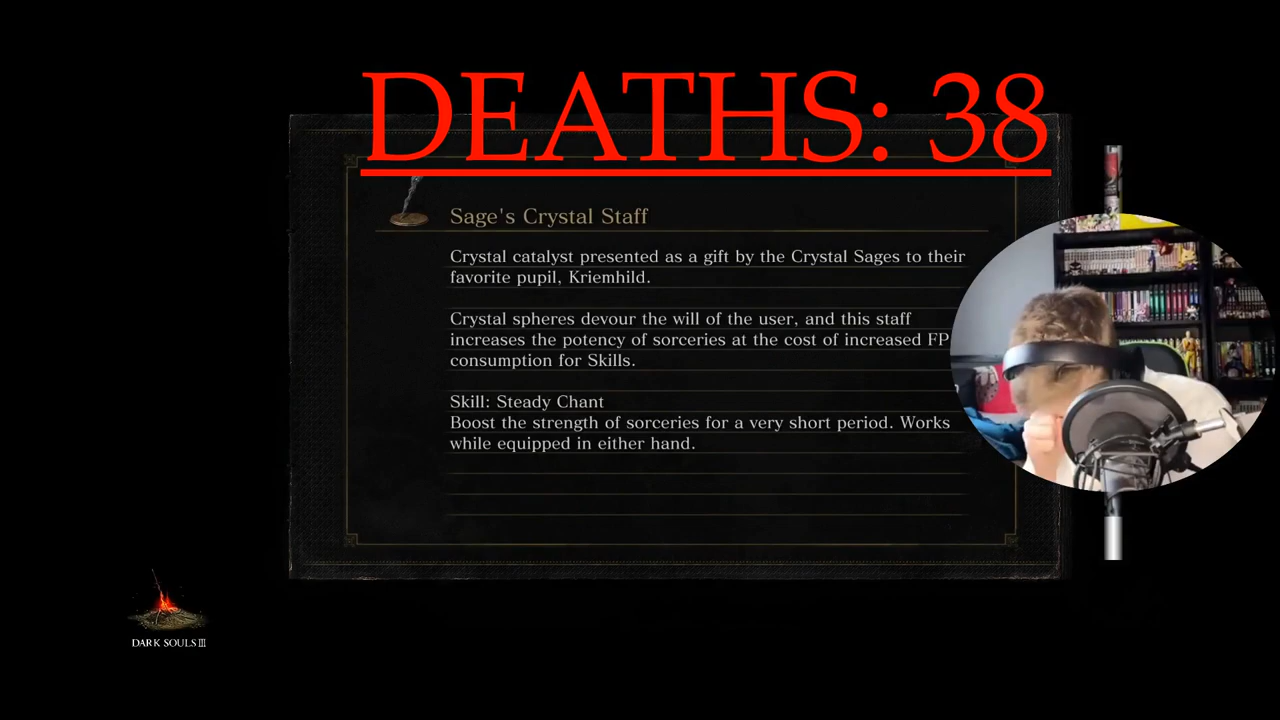 DEATHS: 38
Sage's Crystal Staff
Crystal catalyst presented as a gift by the Crystal Sages to their
favorite pupil, Kriemhild.
Crystal spheres devour the will of the user, and this staff
increases the potency of sorceries at the cost of increased FP
consumption for Skills.
Skill: Steady Chant
Boost the strength of sorceries for a very short period. Works
while equipped in either hand.
DARK SOULS III